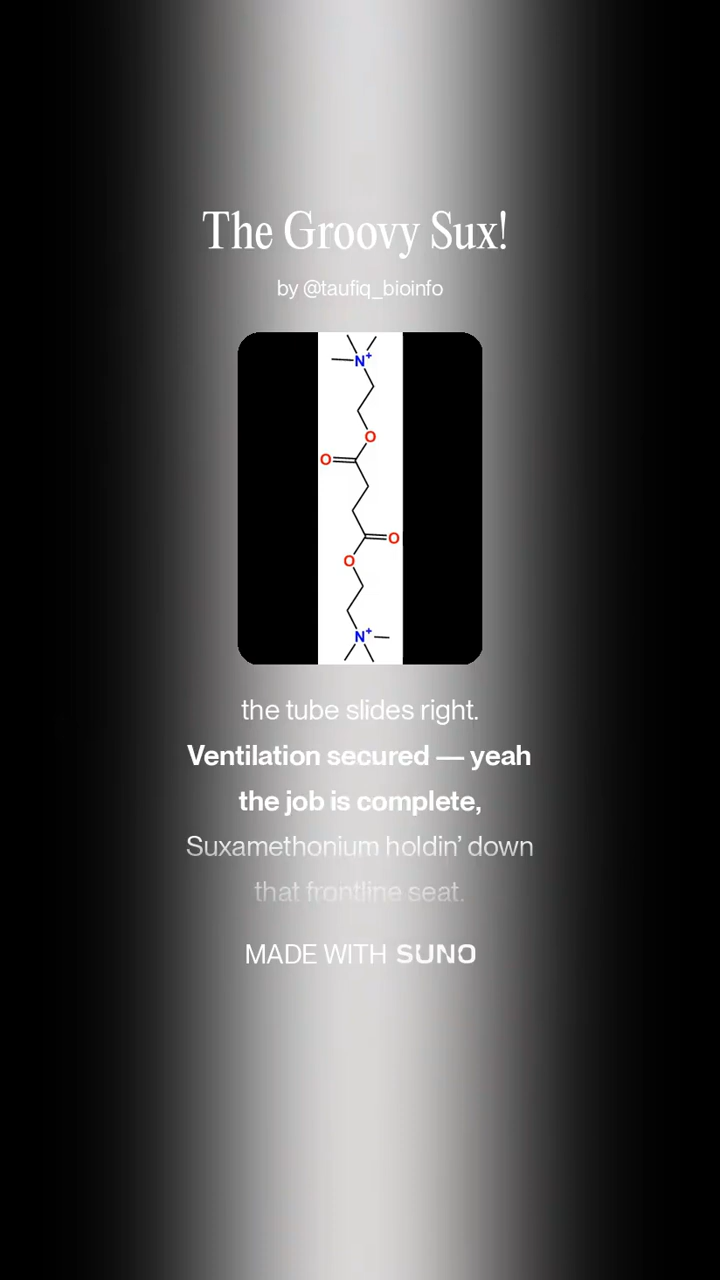 The Groovy Sux!
by @taufiq_bioinfo
N+
O
O
O
O
N+
the tube slides right.
Ventilation secured — yeah
the job is complete,
Suxamethonium holdin’ down
that frontline seat.
MADE WITH SUNO